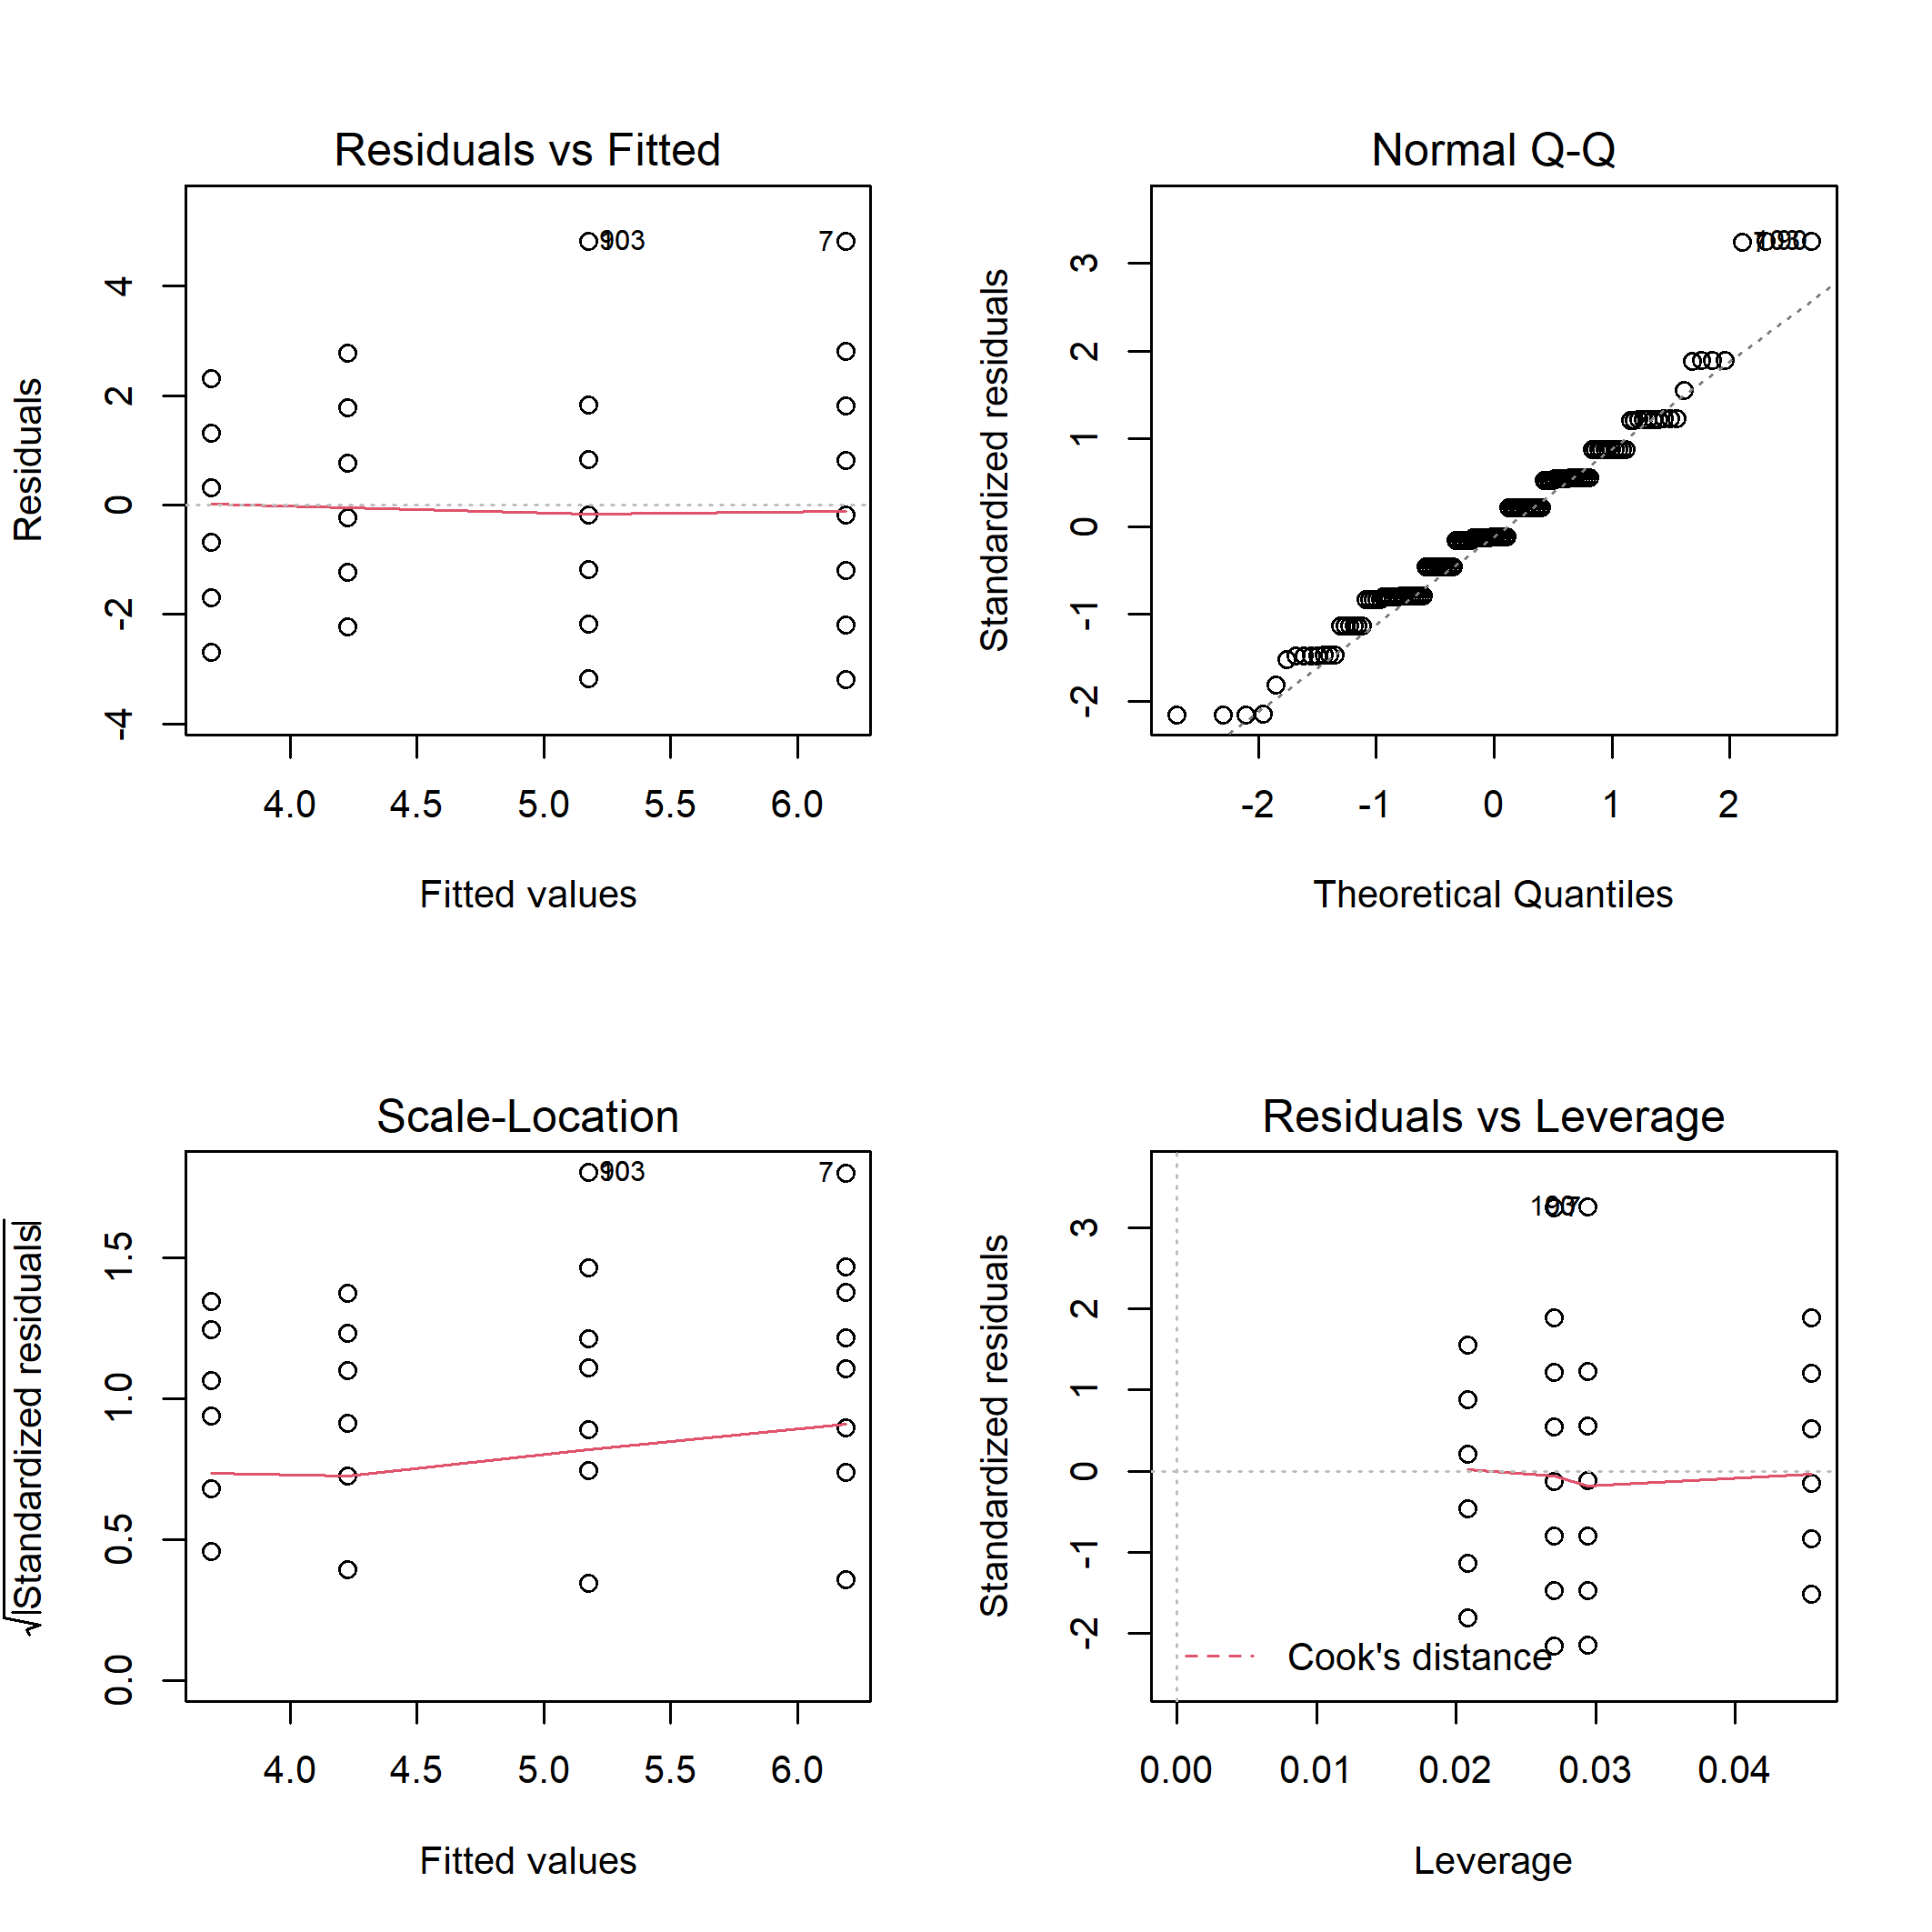 Residuals vs Fitted
Residuals
4
2
0
-2
-4
7
4.0 4.5 5.0 5.5 6.0
Fitted values
Normal Q-Q
Standardized residuals
3
2
1
0
-1
-2
-2 -1 0 1 2
Theoretical Quantiles
Scale-Location
√|Standardized residuals|
1.5
1.0
0.5
0.0
7
4.0 4.5 5.0 5.5 6.0
Fitted values
Residuals vs Leverage
Standardized residuals
3
2
1
0
-1
-2
Cook's distance
0.00 0.01 0.02 0.03 0.04
Leverage